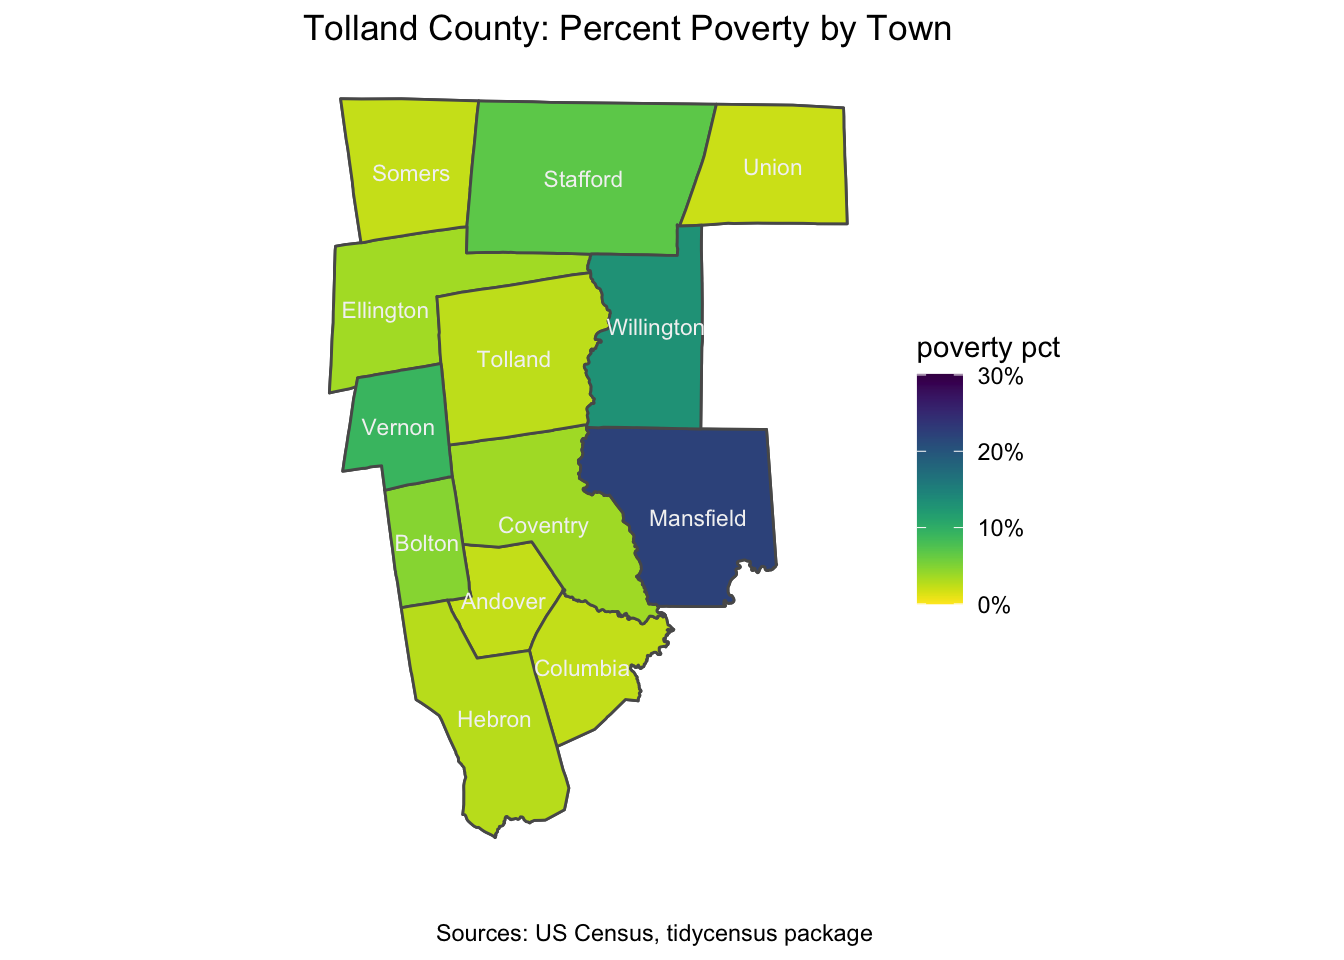 Tolland County: Percent Poverty by Town
Somers
Stafford
Union
Ellington
Willington
Tolland
Vernon
Mansfield
Coventry
Bolton
Andover
Columbia
Hebron
poverty pct
30%
20%
10%
0%
Sources: US Census, tidycensus package